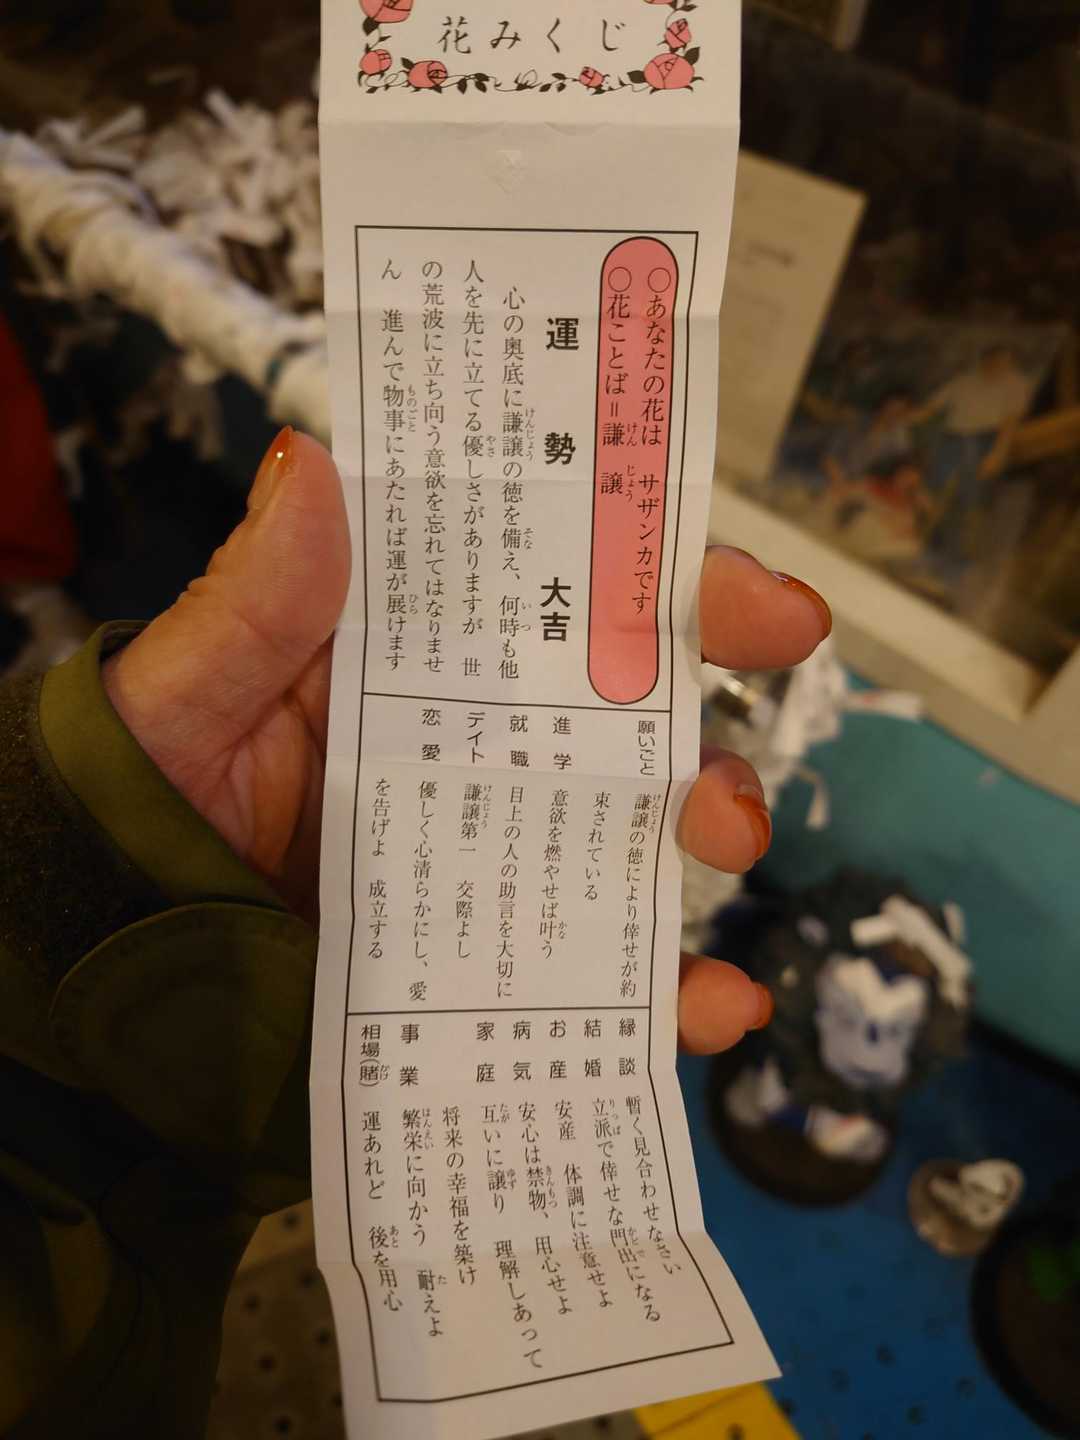 花みくじ
○あなたの花は サザンカです
○花ことば＝謙譲
運勢 大吉
心の奥底に謙譲の徳を備え、何時も他
人を先に立てる優しさがありますが 世
の荒波に立ち向う意欲を忘れてはなりませ
ん 進んで物事にあたれば運が展けます
願いごと 謙譲の徳により倖せが約
束されている
進学 意欲を燃やせば叶う
就職 目上の人の助言を大切に
デイト 謙譲第一 交際よし
恋愛 優しく心清らかにし、愛
を告げよ 成立する
縁談 暫く見合わせなさい
結婚 立派で倖せな門出になる
お産 安産 体調に注意せよ
病気 安心は禁物、用心せよ
家庭 互いに譲り 理解しあって
将来の幸福を築け
事業 繁栄に向かう 耐えよ
相場(賭) 運あれど 後を用心